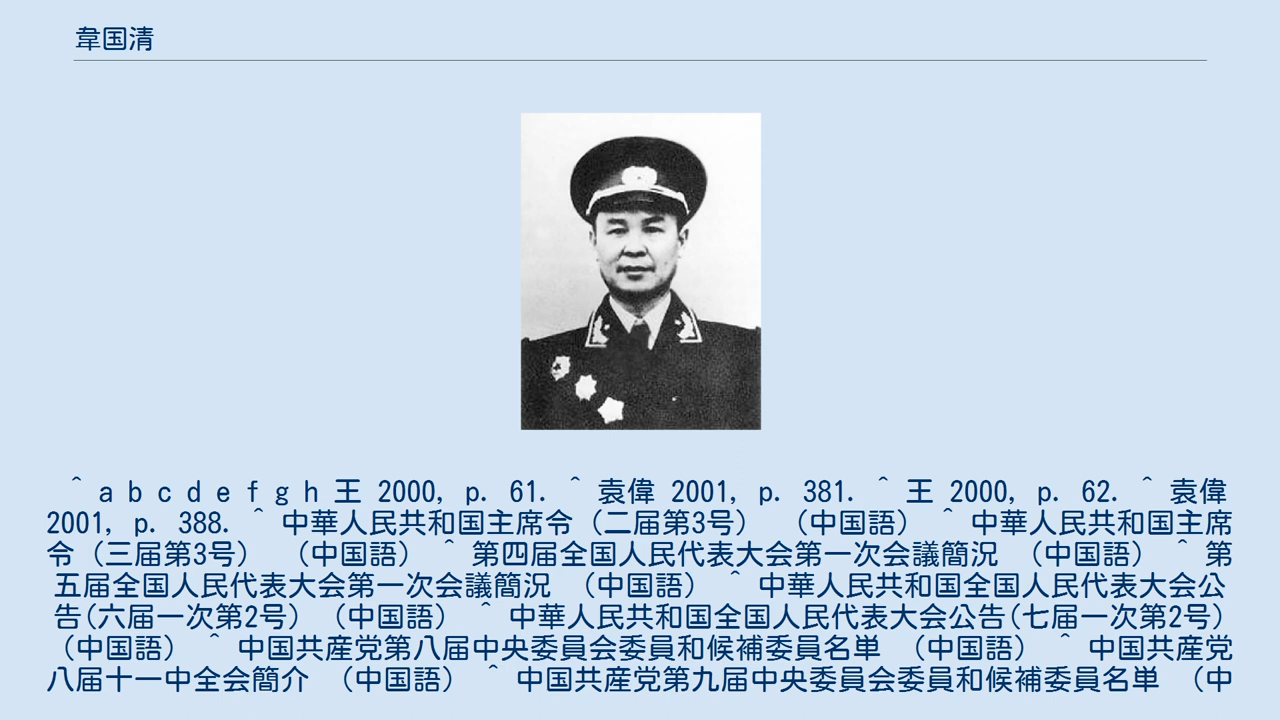 韋国清
^ a b c d e f g h 王 2000, p. 61. ^ 袁偉 2001, p. 381. ^ 王 2000, p. 62. ^ 袁偉
2001, p. 388. ^ 中華人民共和国主席令（二届第3号） （中国語） ^ 中華人民共和国主席
令（三届第3号） （中国語） ^ 第四届全国人民代表大会第一次会議簡況 （中国語） ^ 第
五届全国人民代表大会第一次会議簡況 （中国語） ^ 中華人民共和国全国人民代表大会公
告(六届一次第2号) （中国語） ^ 中華人民共和国全国人民代表大会公告(七届一次第2号)
（中国語） ^ 中国共産党第八届中央委員会委員和候補委員名単 （中国語） ^ 中国共産党
八届十一中全会簡介 （中国語） ^ 中国共産党第九届中央委員会委員和候補委員名単 （中